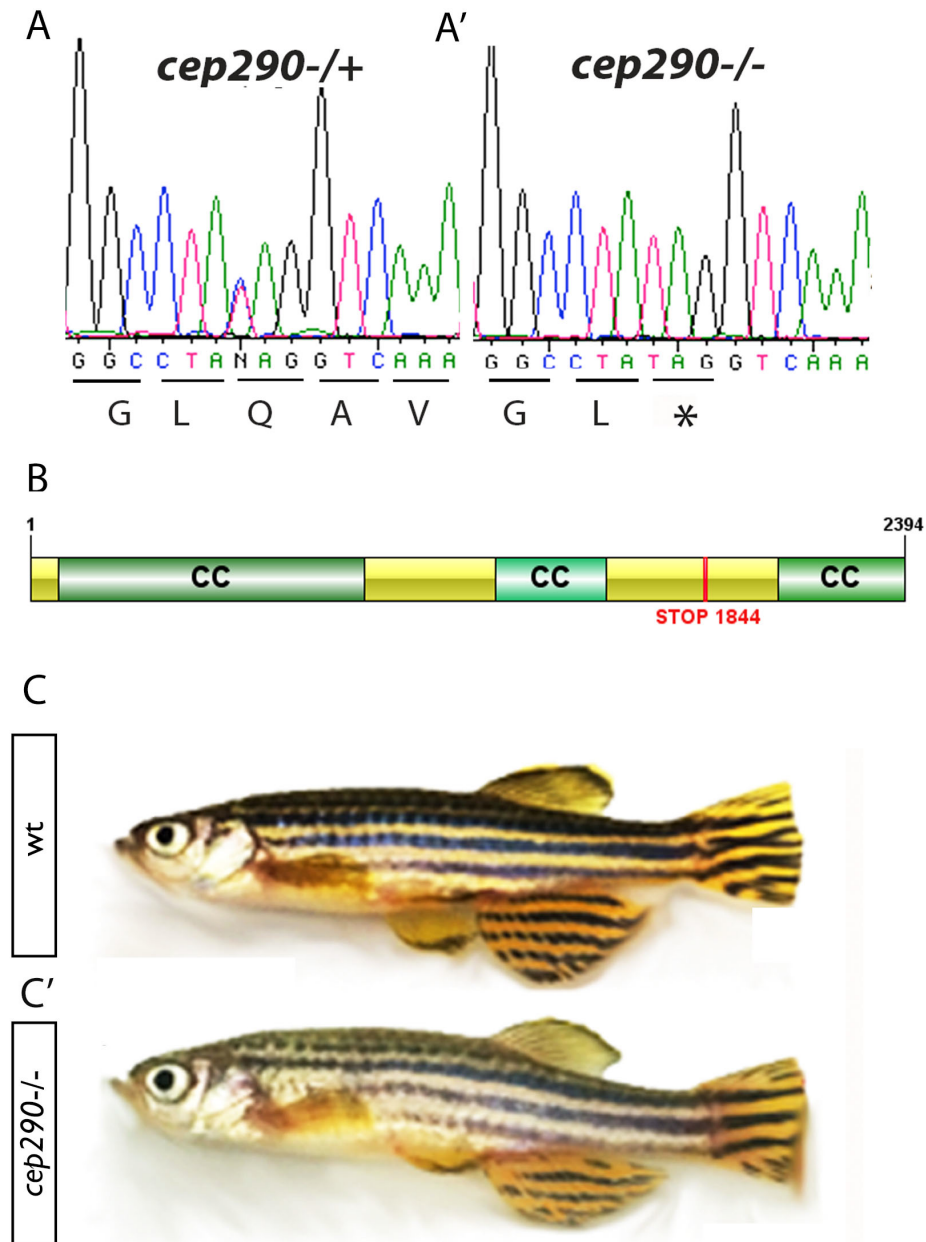 A
A′
cep290-/+
cep290-/-
G G C C T A N A G G T C A A A
G G C C T A T A G G T C A A A
G L Q A V
G L *
B
1
2394
CC
CC
CC
STOP 1844
C
wt
C′
cep290-/-